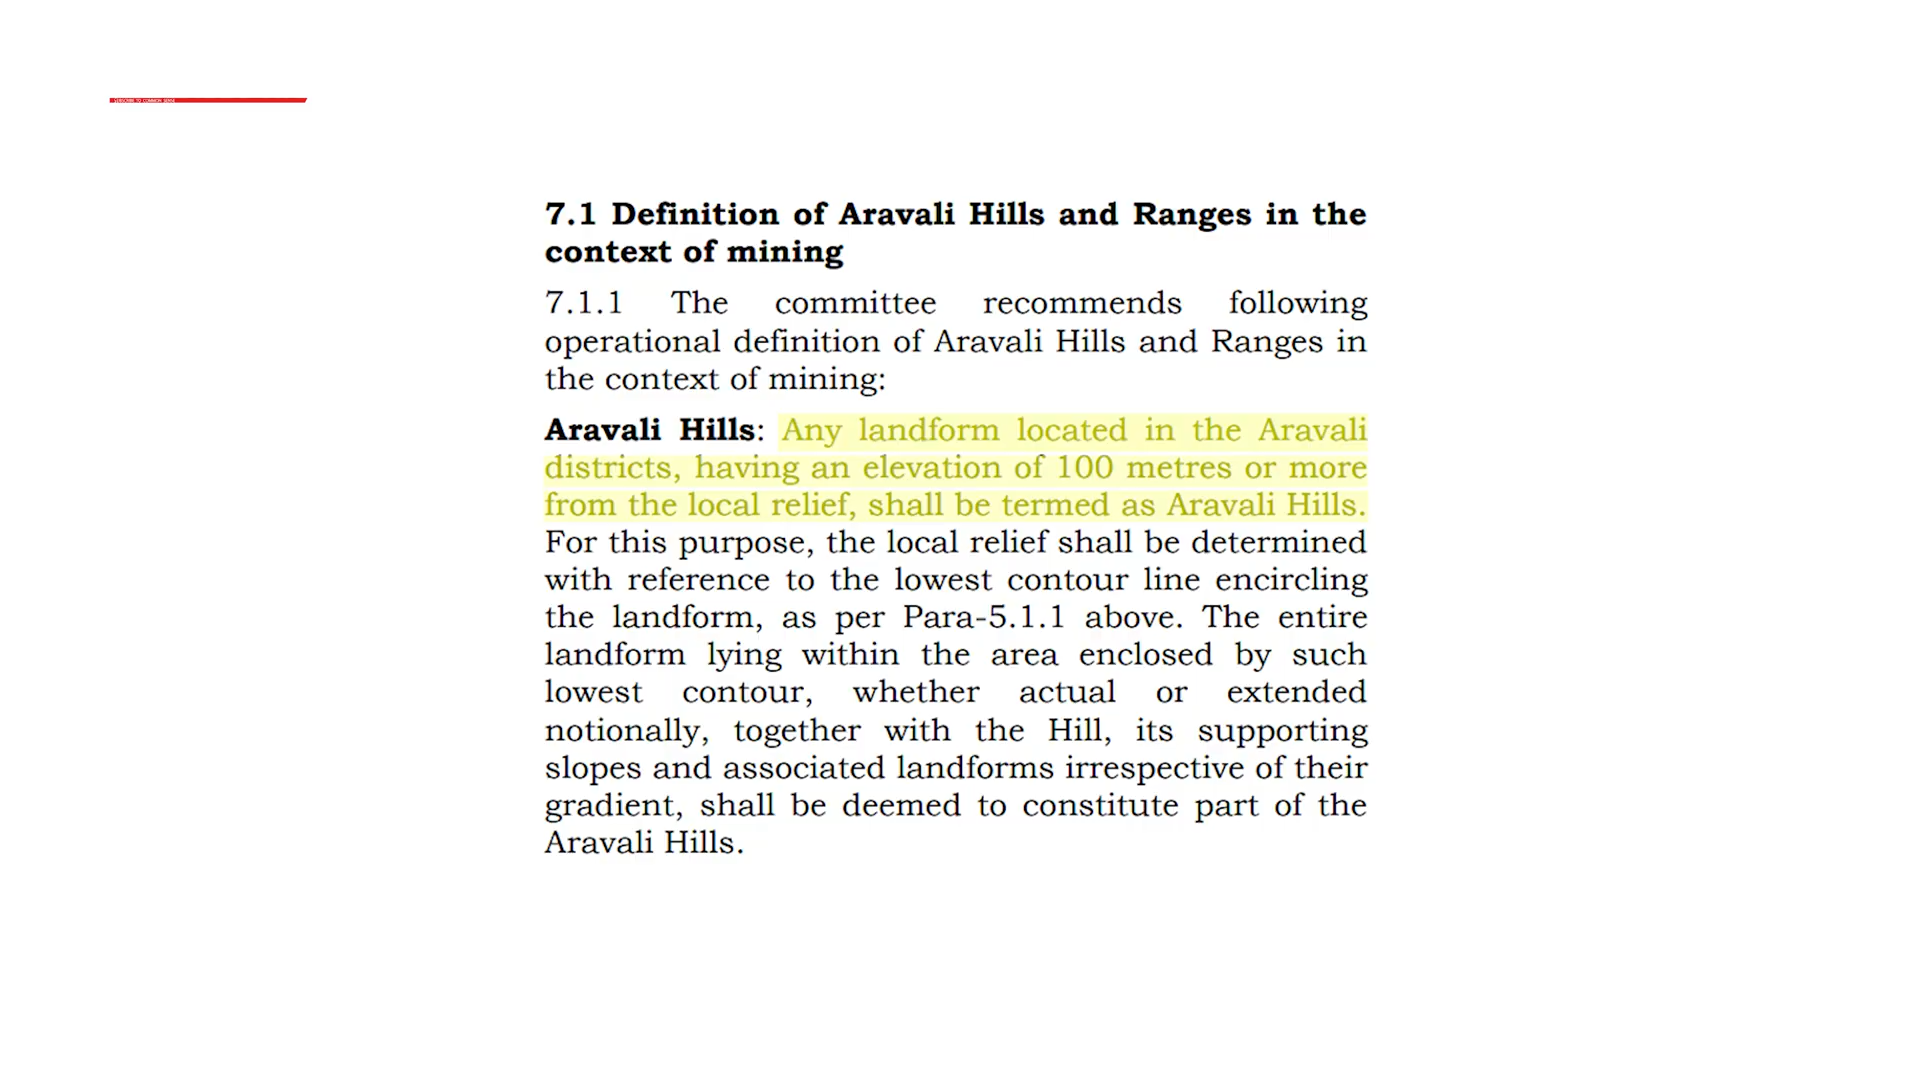 SUBSCRIBE TO COMMON SENSE
7.1 Definition of Aravali Hills and Ranges in the
context of mining
7.1.1 The committee recommends following
operational definition of Aravali Hills and Ranges in
the context of mining:
Aravali Hills: Any landform located in the Aravali
districts, having an elevation of 100 metres or more
from the local relief, shall be termed as Aravali Hills.
For this purpose, the local relief shall be determined
with reference to the lowest contour line encircling
the landform, as per Para-5.1.1 above. The entire
landform lying within the area enclosed by such
lowest contour, whether actual or extended
notionally, together with the Hill, its supporting
slopes and associated landforms irrespective of their
gradient, shall be deemed to constitute part of the
Aravali Hills.